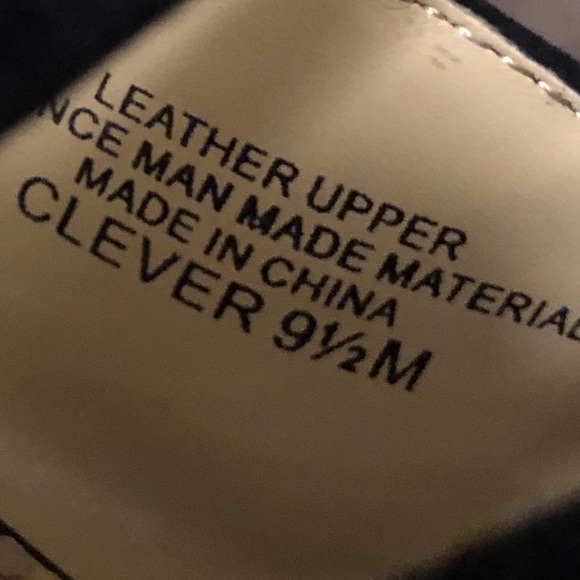 LEATHER UPPER
NCE MAN MADE MATERIAL
MADE IN CHINA
CLEVER 9½M